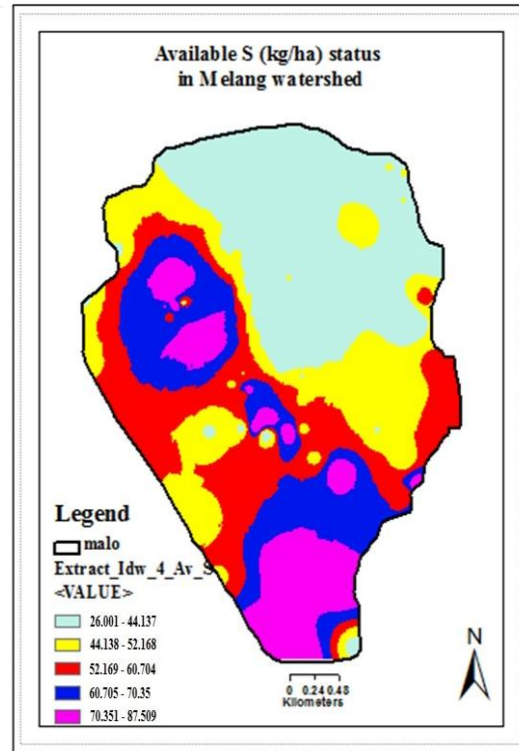 Available S (kg/ha) status
in Melang watershed
Legend
malo
Extract_Idw_4_Av_S
<VALUE>
26.001 - 44.137
44.138 - 52.168
52.169 - 60.704
60.705 - 70.35
70.351 - 87.509
N
0 0.24 0.48
Kilometers